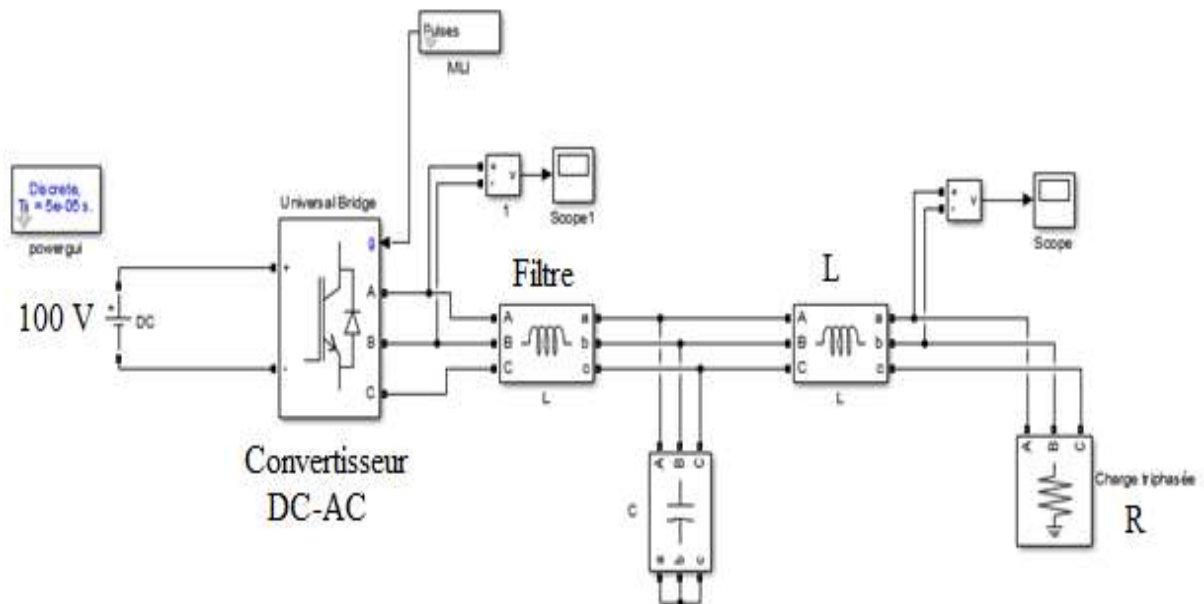 Pulses
MLI
Discrete,
Ts = 5e-05 s.
powergui
Universal Bridge
g
+
-
A
B
C
100 V
+
DC
Convertisseur
DC-AC
+
-
v
1
Scope1
Filtre
A
B
C
a
b
c
L
L
A
B
C
a
b
c
L
+
-
v
Scope
A
B
C
C
a
b
c
A
B
C
Charge triphasée
R